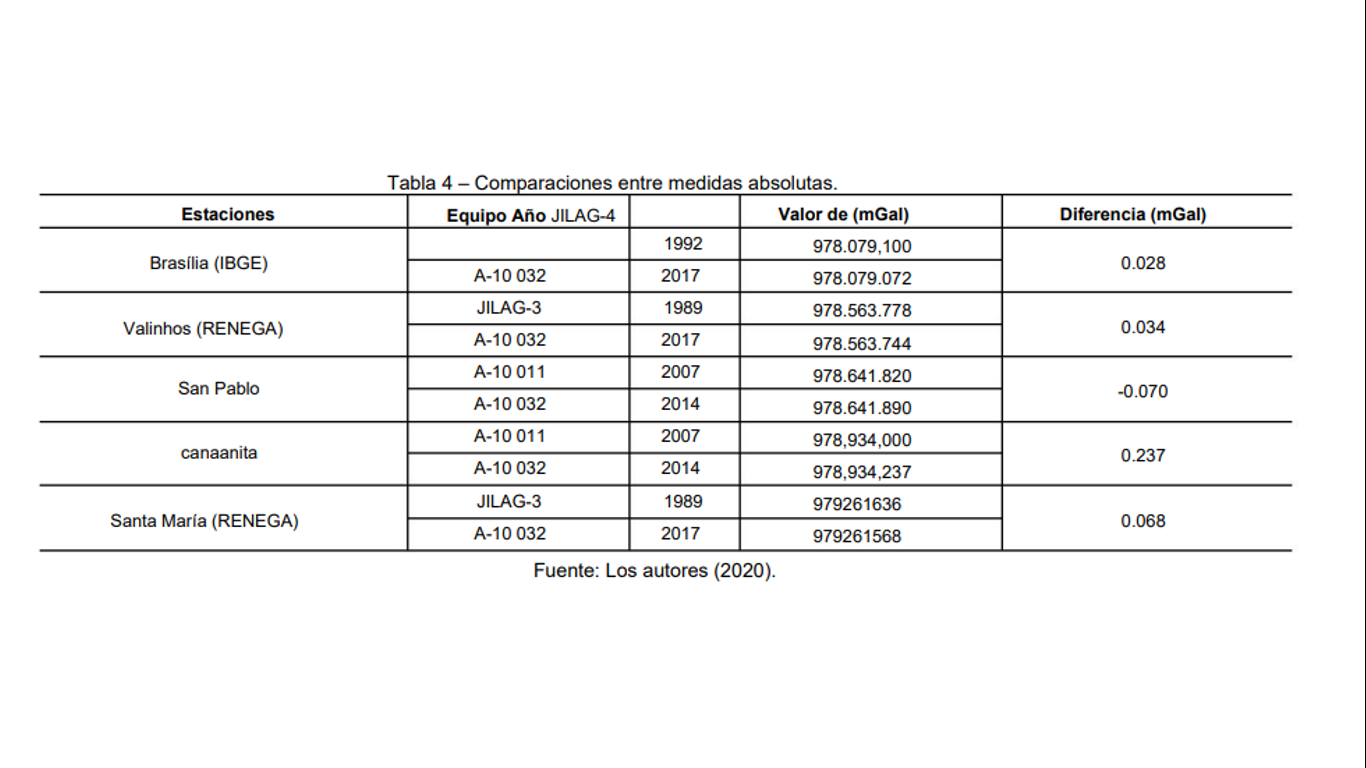 Tabla 4 – Comparaciones entre medidas absolutas.
Estaciones Equipo Año JILAG-4 Valor de (mGal) Diferencia (mGal)
Brasília (IBGE) 1992 978.079,100 0.028
A-10 032 2017 978.079.072
Valinhos (RENEGA) JILAG-3 1989 978.563.778 0.034
A-10 032 2017 978.563.744
San Pablo A-10 011 2007 978.641.820 -0.070
A-10 032 2014 978.641.890
canaanita A-10 011 2007 978,934,000 0.237
A-10 032 2014 978,934,237
Santa María (RENEGA) JILAG-3 1989 979261636 0.068
A-10 032 2017 979261568
Fuente: Los autores (2020).